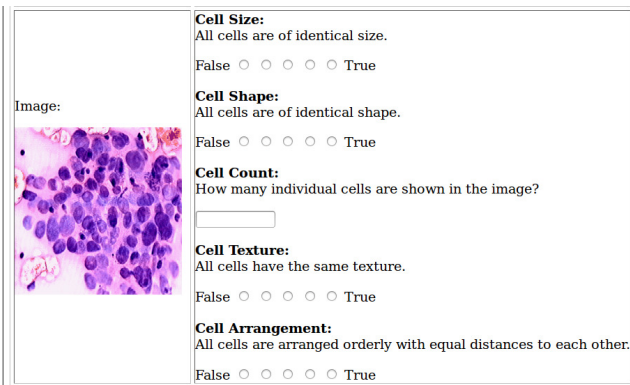 Image:
Cell Size:
All cells are of identical size.
False True
Cell Shape:
All cells are of identical shape.
False True
Cell Count:
How many individual cells are shown in the image?
Cell Texture:
All cells have the same texture.
False True
Cell Arrangement:
All cells are arranged orderly with equal distances to each other.
False True